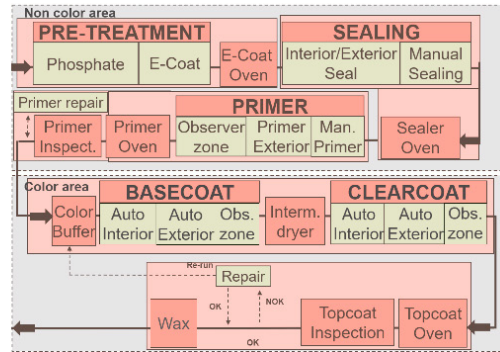 Non color area
PRE-TREATMENT
Phosphate
E-Coat
E-Coat
Oven
SEALING
Interior/Exterior
Seal
Manual
Sealing
Primer repair
Primer
Inspect.
Primer
Oven
PRIMER
Observer
zone
Primer
Exterior
Man.
Primer
Sealer
Oven
Color area
Color
Buffer
BASECOAT
Auto
Interior
Auto
Exterior
Obs.
zone
Interm.
dryer
CLEARCOAT
Auto
Interior
Auto
Exterior
Obs.
zone
Re-run
Repair
OK
NOK
Wax
OK
Topcoat
Inspection
Topcoat
Oven